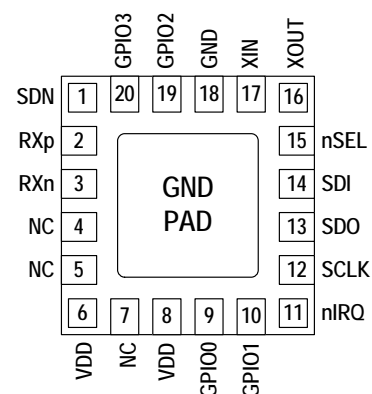 GPIO3 GPIO2 GND XIN XOUT
SDN 1 20 19 18 17 16
RXp 2 15 nSEL
RXn 3 GND 14 SDI
NC 4 PAD 13 SDO
NC 5 12 SCLK
6 7 8 9 10 11 nIRQ
VDD NC VDD GPIO0 GPIO1